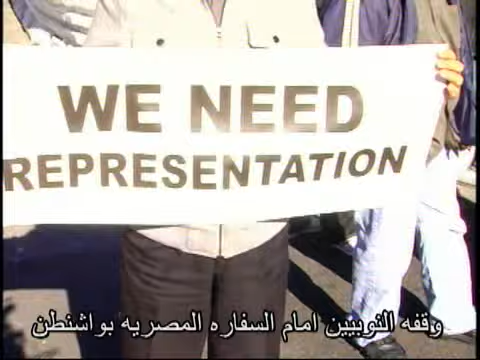 WE NEED
REPRESENTATION
وقفه النوبيين امام السفاره المصريه بواشنطن